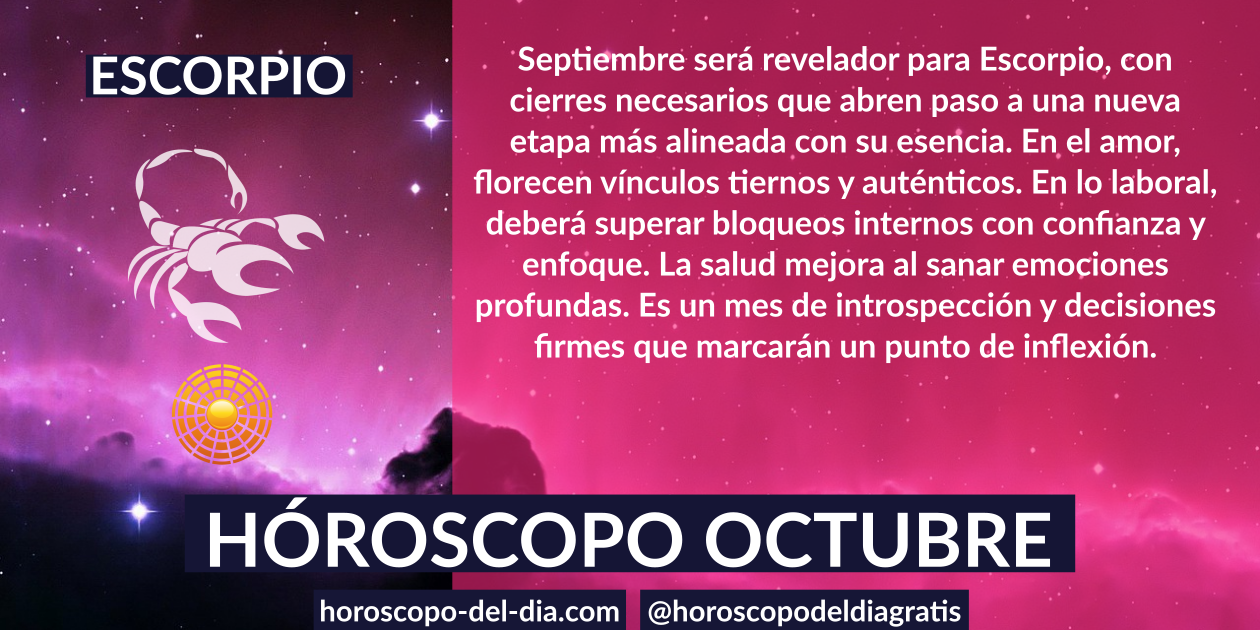 ESCORPIO
Septiembre será revelador para Escorpio, con
cierres necesarios que abren paso a una nueva
etapa más alineada con su esencia. En el amor,
florecen vínculos tiernos y auténticos. En lo laboral,
deberá superar bloqueos internos con confianza y
enfoque. La salud mejora al sanar emociones
profundas. Es un mes de introspección y decisiones
firmes que marcarán un punto de inflexión.
HÓROSCOPO OCTUBRE
horoscopo-del-dia.com
@horoscopodeldiagratis